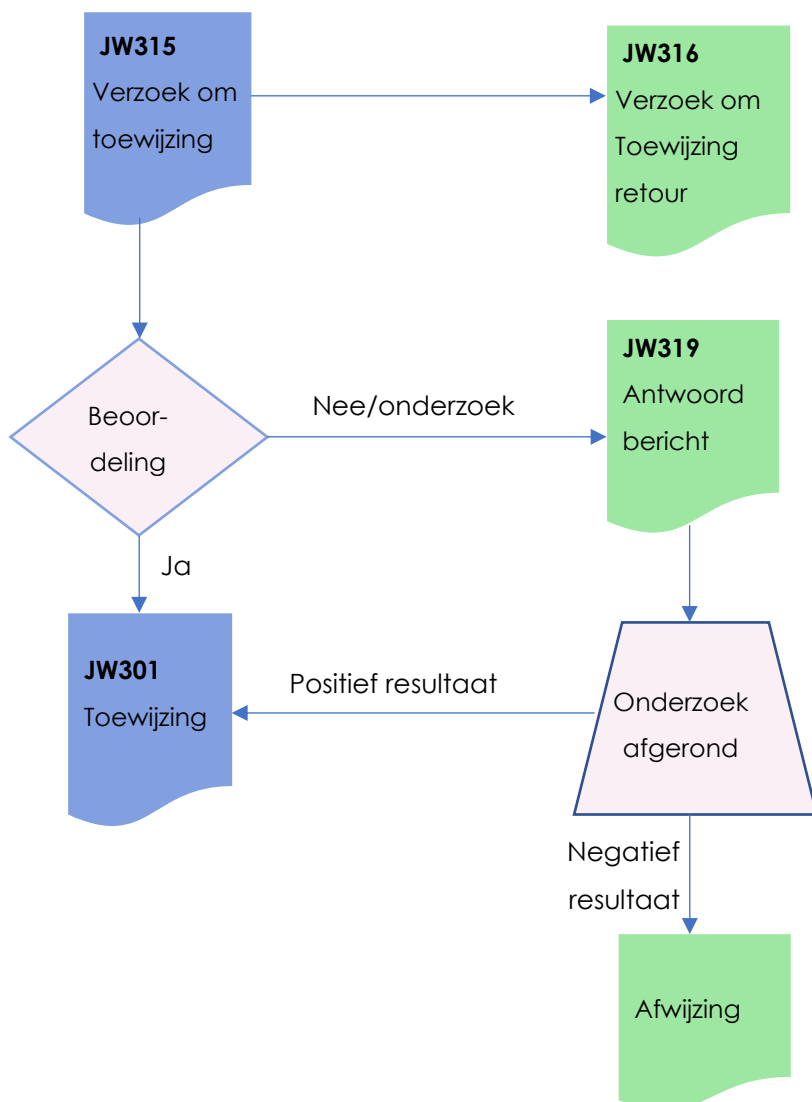 JW315
Verzoek om
toewijzing
JW316
Verzoek om
Toewijzing
retour
Beoor-
deling
Nee/onderzoek
JW319
Antwoord
bericht
Ja
JW301
Toewijzing
Positief resultaat
Onderzoek
afgerond
Negatief
resultaat
Afwijzing